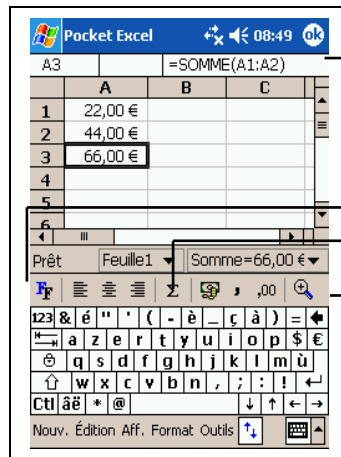 Pocket Excel 08:49 ok
A3 =SOMME(A1:A2)
A B C
1 22,00 €
2 44,00 €
3 66,00 €
4
5
6
Prêt Feuille1 Somme=66,00 €
,00
123 & é " ' ( - è _ ç à ) =
a z e r t y u i o p $ €
q s d f g h j k l m ù
w x c v b n , ; : !
Ctl âë * @ ↓ ↑ ← →
Nouv. Édition Aff. Format Outils